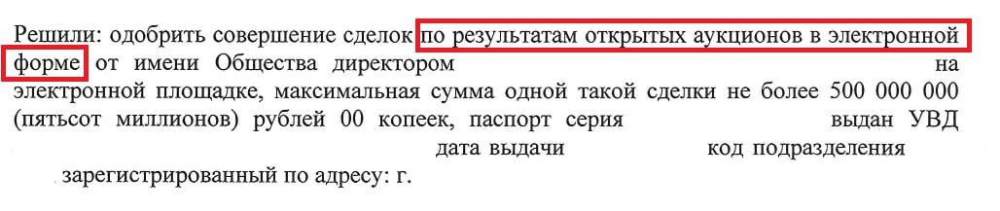 Решили: одобрить совершение сделок по результатам открытых аукционов в электронной
форме от имени Общества директором на
электронной площадке, максимальная сумма одной такой сделки не более 500 000 000
(пятьсот миллионов) рублей 00 копеек, паспорт серия выдан УВД
дата выдачи код подразделения
зарегистрированный по адресу: г.